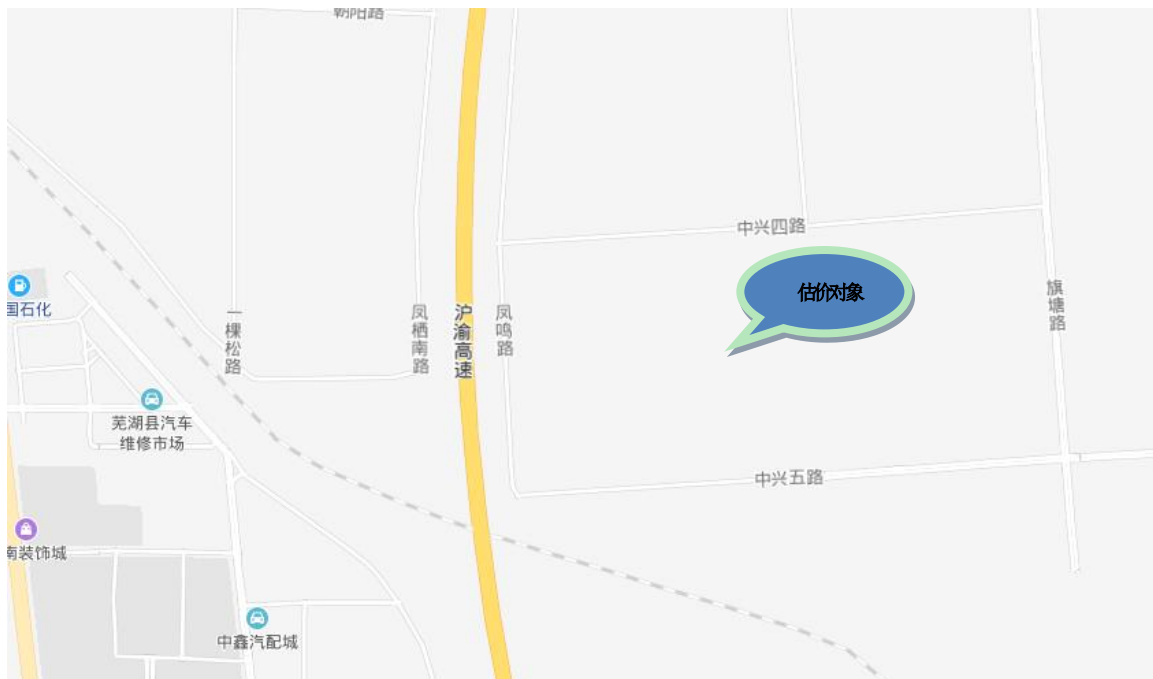 朝阳路
中兴四路
估价对象
国石化
一棵松路
凤栖南路
沪渝高速
凤鸣路
旗塘路
芜湖县汽车
维修市场
中兴五路
南装饰城
中鑫汽配城